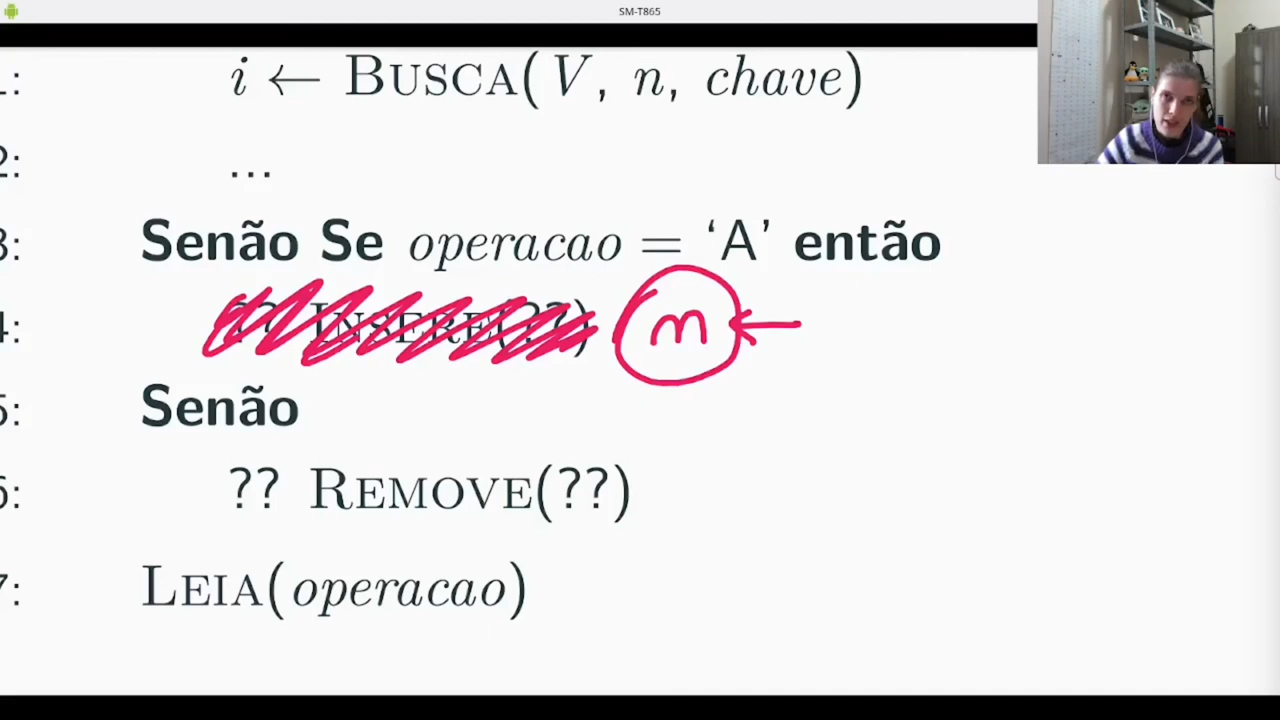 SM-T865
1: i ← BUSCA(V, n, chave)
2: ...
3: Senão Se operacao = ‘A’ então
4: ?? INSERE(??) n ←
5: Senão
6: ?? REMOVE(??)
7: LEIA(operacao)